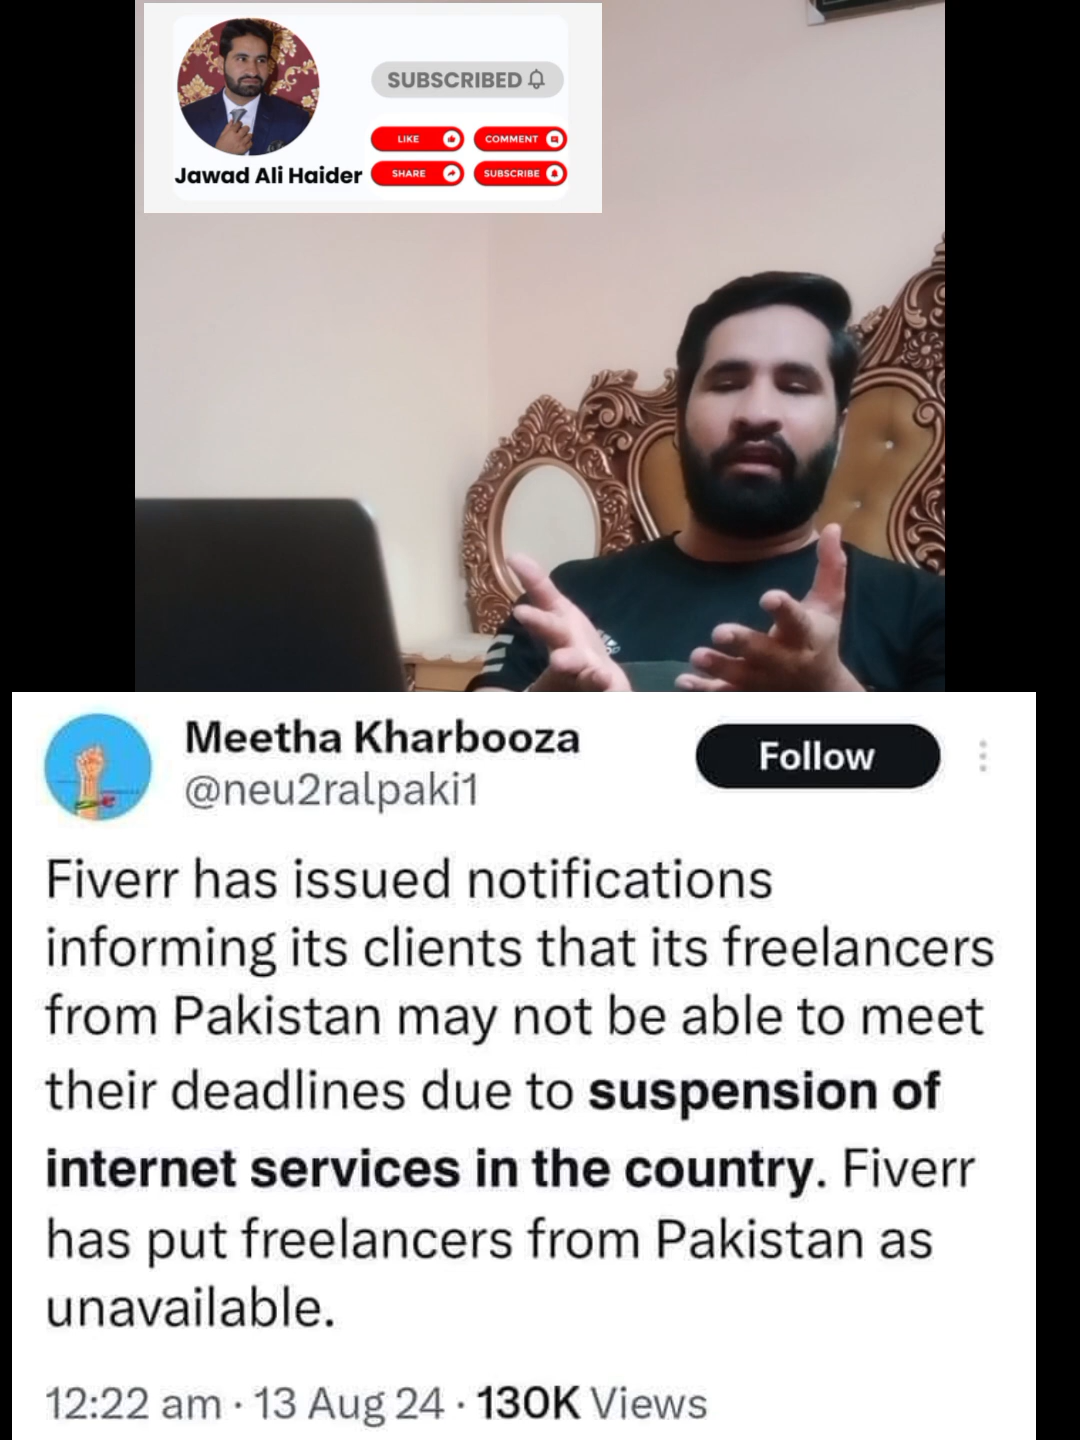 SUBSCRIBED
LIKE
COMMENT
Jawad Ali Haider
SHARE
SUBSCRIBE
Meetha Kharbooza
@neu2ralpaki1
Follow
Fiverr has issued notifications
informing its clients that its freelancers
from Pakistan may not be able to meet
their deadlines due to suspension of
internet services in the country. Fiverr
has put freelancers from Pakistan as
unavailable.
12:22 am · 13 Aug 24 · 130K Views